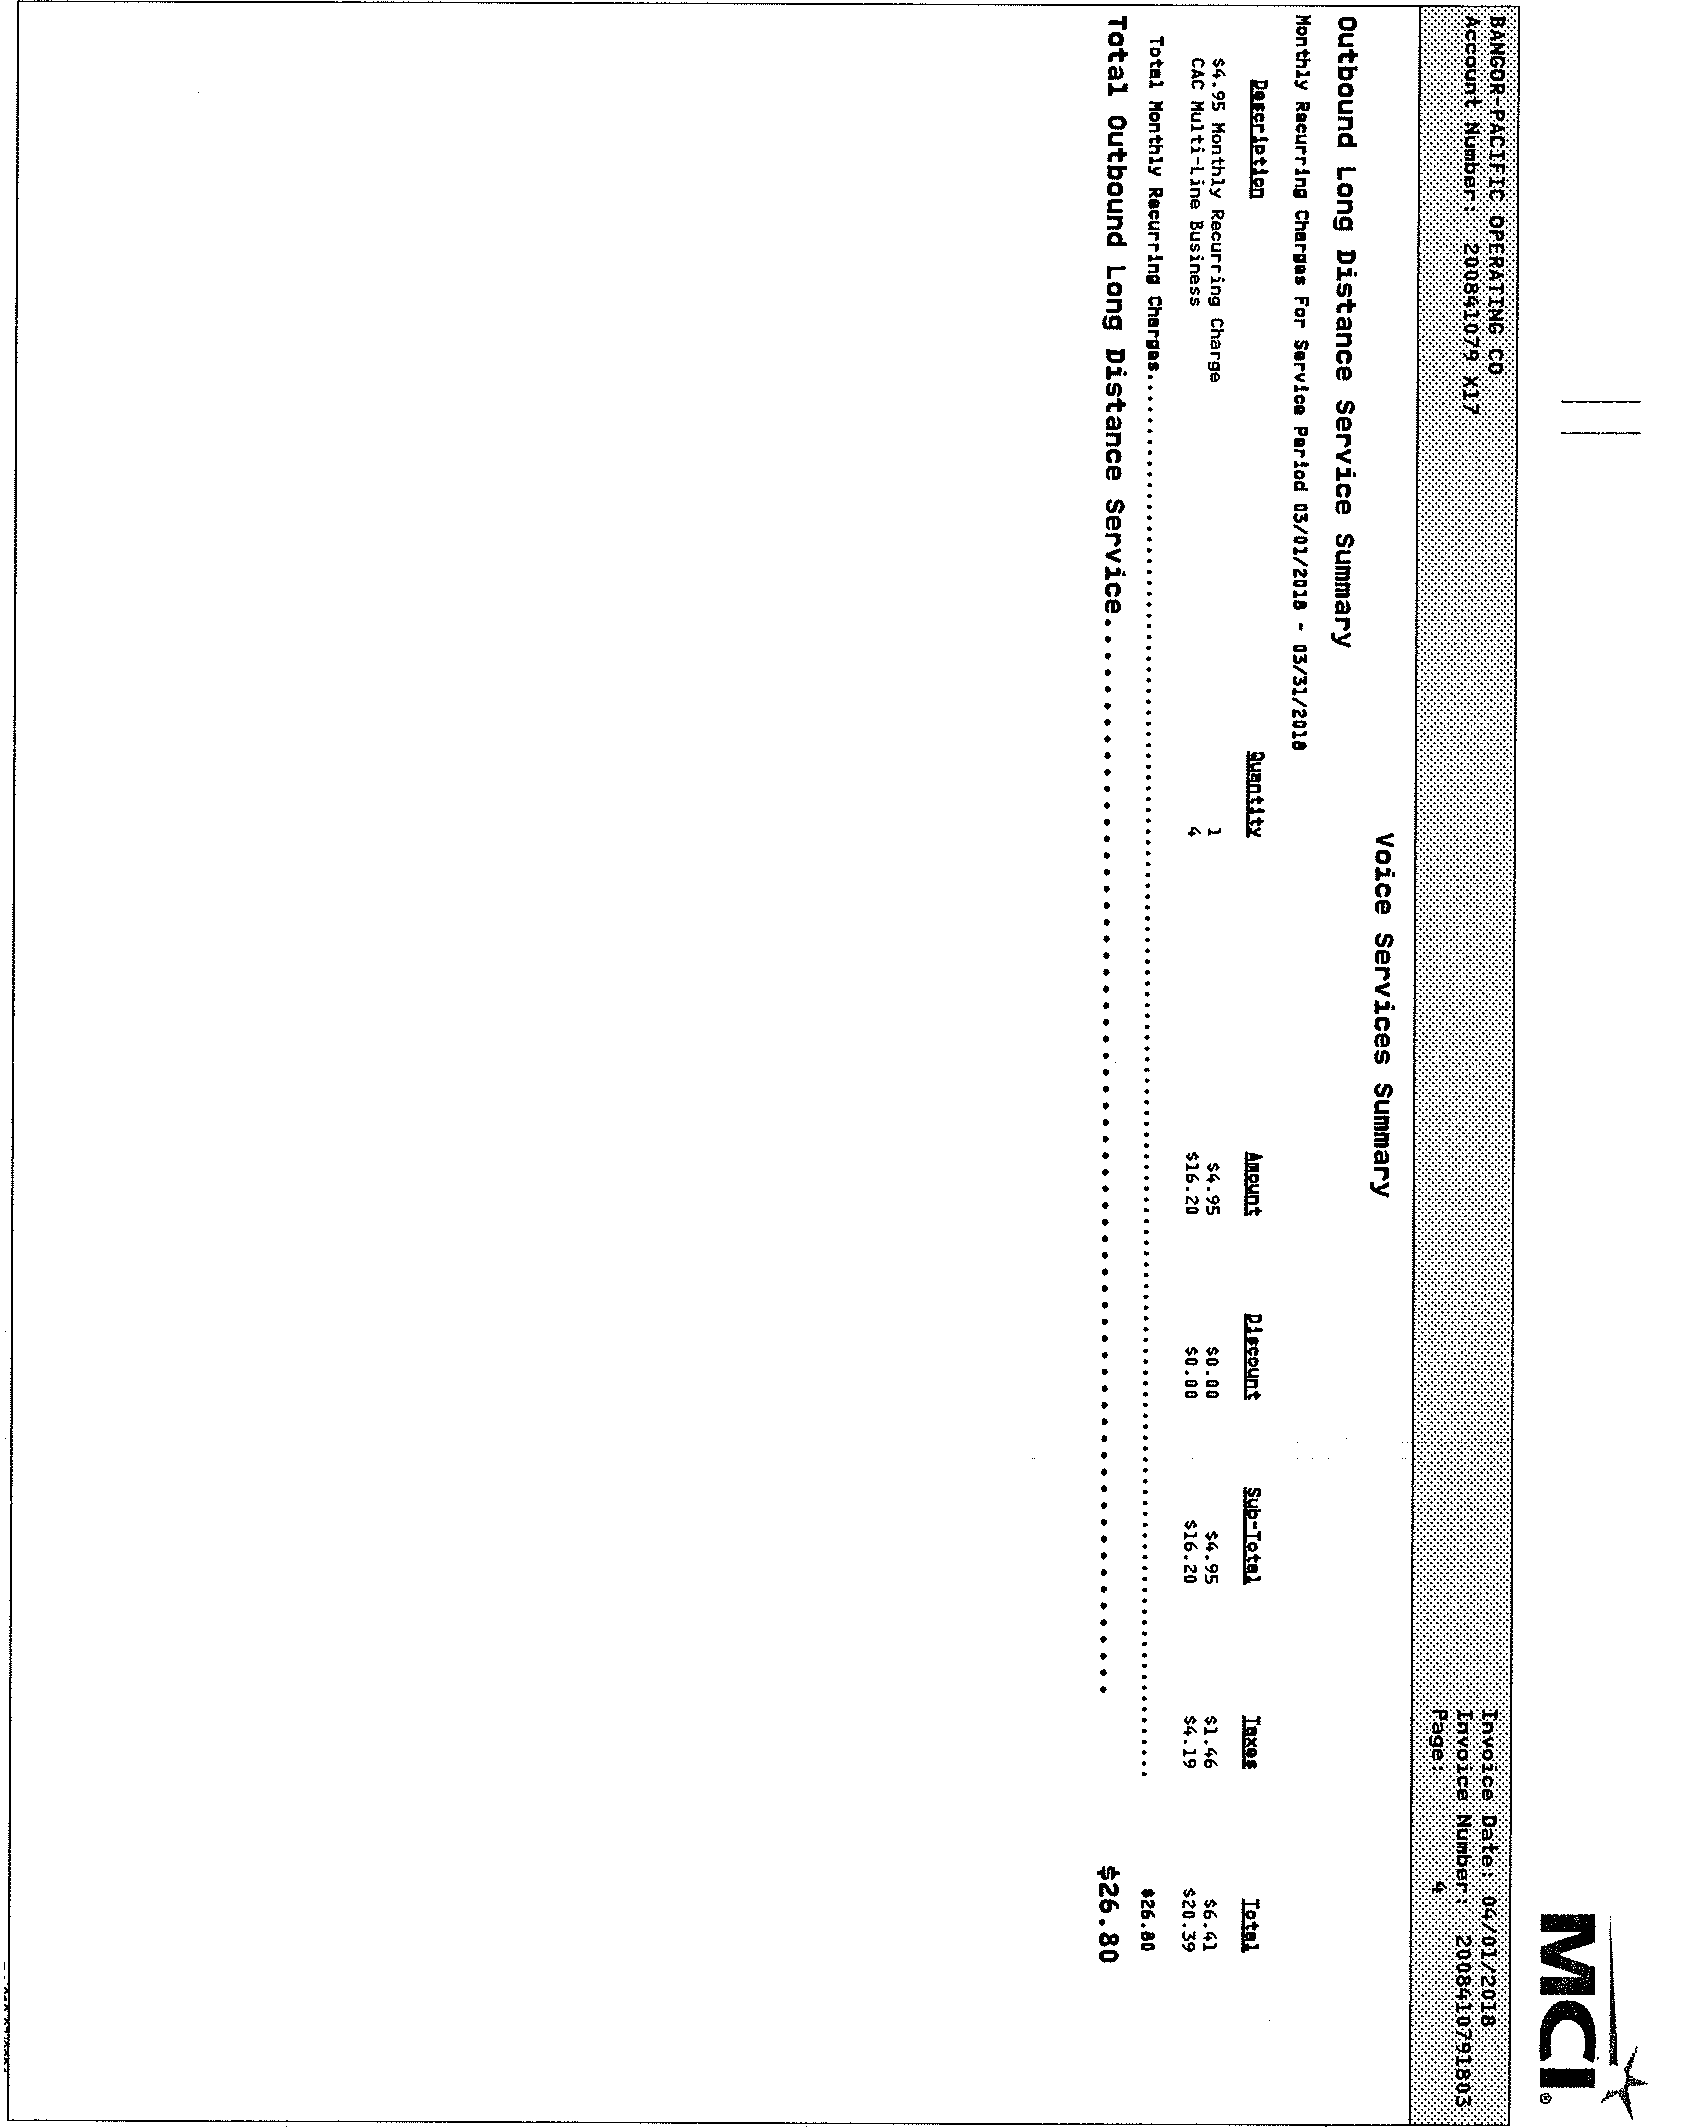 MCI®
BANGOR-PACIFIC OPERATING CO Invoice Date: 04/01/2018
Account Number: 200841079 X17 Invoice Number: 2008410791803
Page: 4
Voice Services Summary
Outbound Long Distance Service Summary
Monthly Recurring Charges For Service Period 03/01/2018 - 03/31/2018
Description Quantity Amount Discount Sub-Total Taxes Total
$4.95 Monthly Recurring Charge 1 $4.95 $0.00 $4.95 $1.46 $6.41
CAC Multi-Line Business 4 $16.20 $0.00 $16.20 $4.19 $20.39
Total Monthly Recurring Charges........ $26.80
Total Outbound Long Distance Service........ $26.80